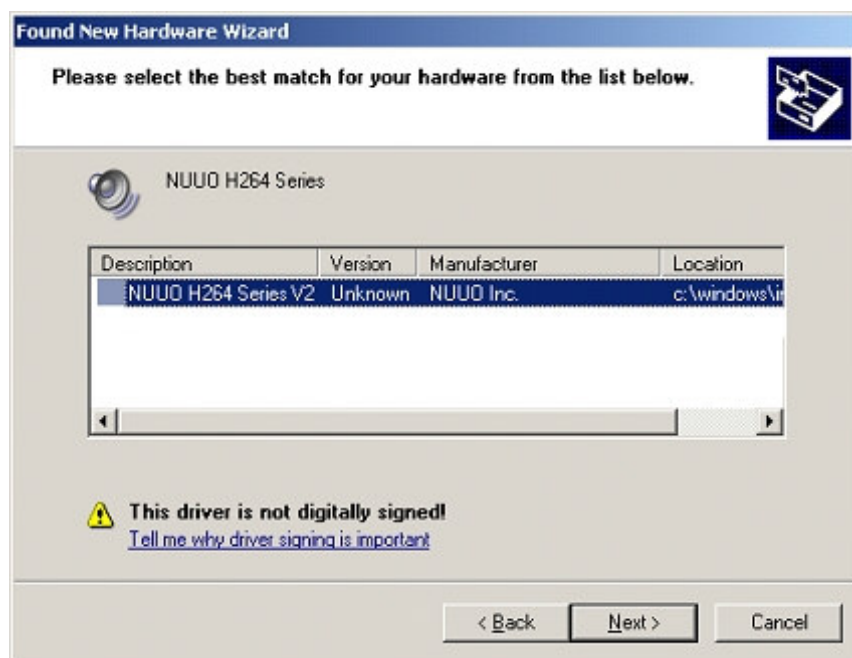 Found New Hardware Wizard
Please select the best match for your hardware from the list below.
NUUO H264 Series
Description Version Manufacturer Location
NUUO H264 Series V2 Unknown NUUO Inc. c:\windows\i
This driver is not digitally signed!
Tell me why driver signing is important
< Back Next > Cancel